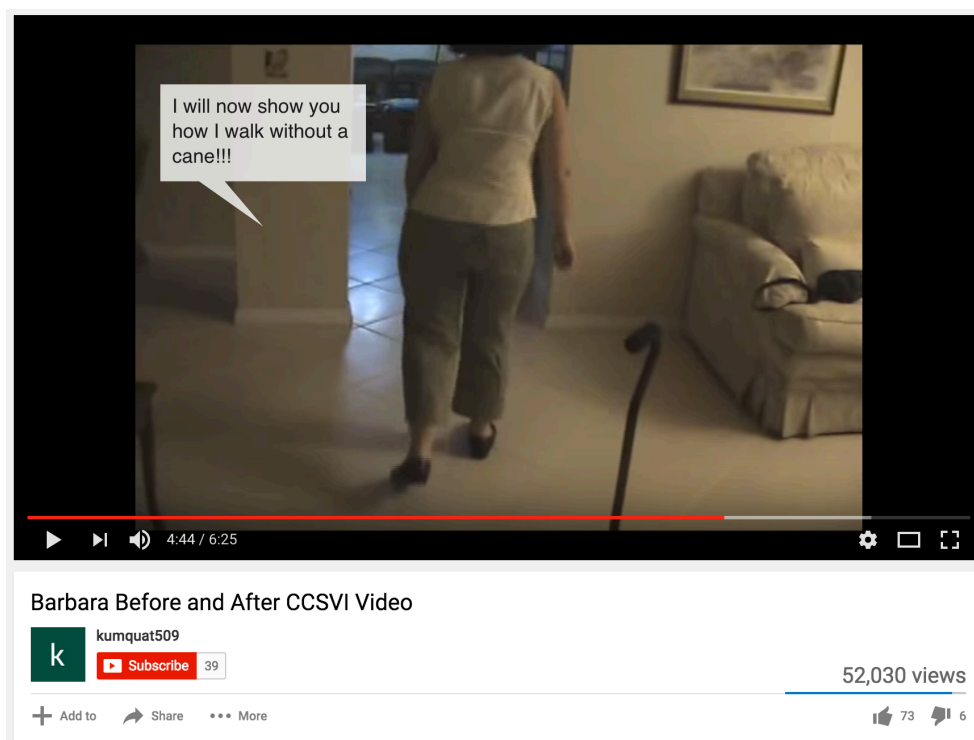 I will now show you
how I walk without a
cane!!!
4:44 / 6:25
Barbara Before and After CCSVI Video
k
kumquat509
Subscribe 39
52,030 views
Add to Share More
73 6